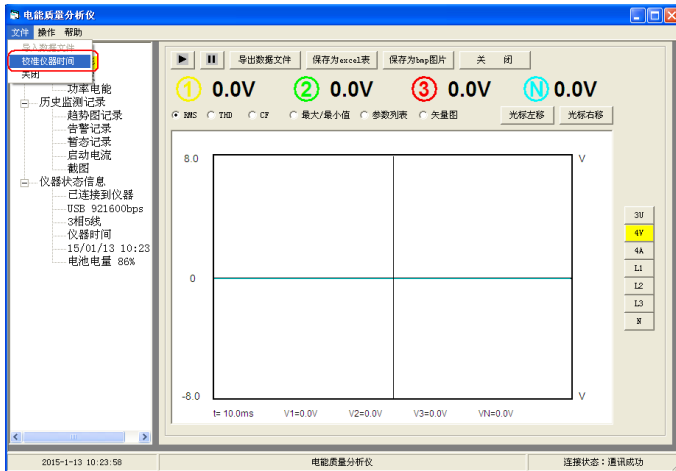 电能质量分析仪
文件 操作 帮助
导入数据文件
校准仪器时间
关闭
功率电能
历史监测记录
趋势图记录
告警记录
暂态记录
启动电流
截图
仪器状态信息
已连接到仪器
USB 921600bps
3相5线
仪器时间
15/01/13 10:23
电池电量 86%
导出数据文件 保存为excel表 保存为bmp图片 关 闭
1 0.0V 2 0.0V 3 0.0V N 0.0V
RMS THD CF 最大/最小值 参数列表 矢量图 光标左移 光标右移
8.0 V
0
-8.0 V
t= 10.0ms V1=0.0V V2=0.0V V3=0.0V VN=0.0V
3U
4V
4A
L1
L2
L3
N
2015-1-13 10:23:58 电能质量分析仪 连接状态：通讯成功